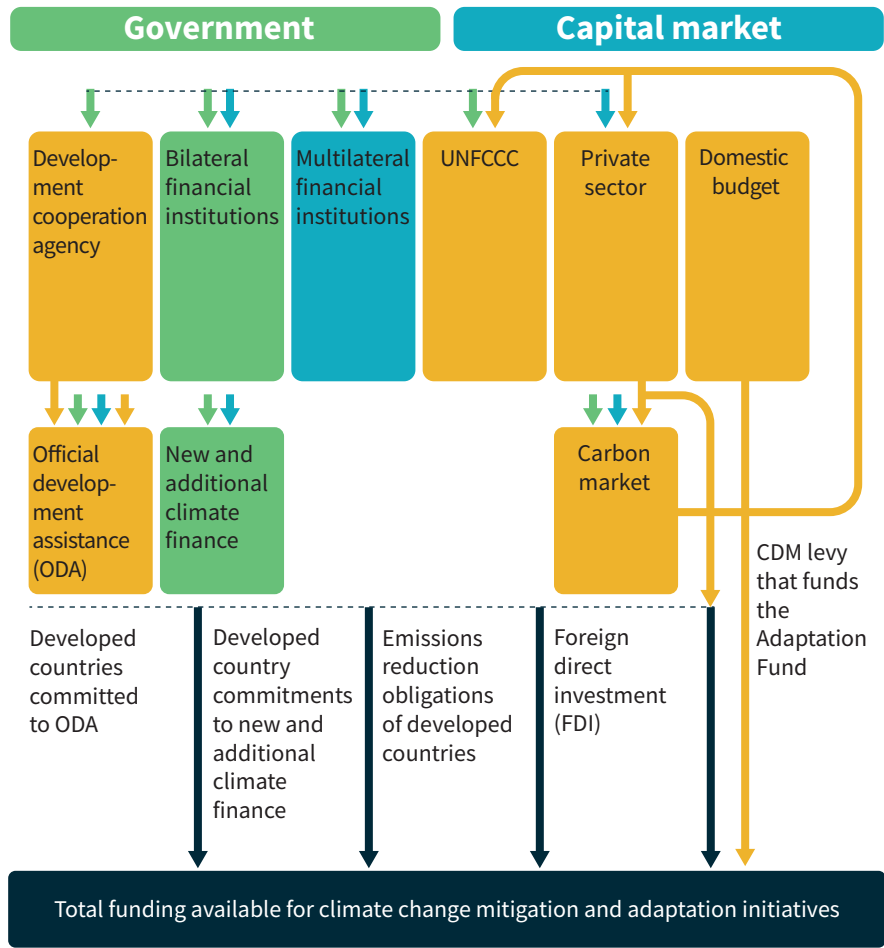 Government
Capital market
Develop-
ment
cooperation
agency
Bilateral
financial
institutions
Multilateral
financial
institutions
UNFCCC
Private
sector
Domestic
budget
Official
develop-
ment
assistance
(ODA)
New and
additional
climate
finance
Carbon
market
CDM levy
that funds
the
Adaptation
Fund
Developed
countries
committed
to ODA
Developed
country
commitments
to new and
additional
climate
finance
Emissions
reduction
obligations
of developed
countries
Foreign
direct
investment
(FDI)
Total funding available for climate change mitigation and adaptation initiatives